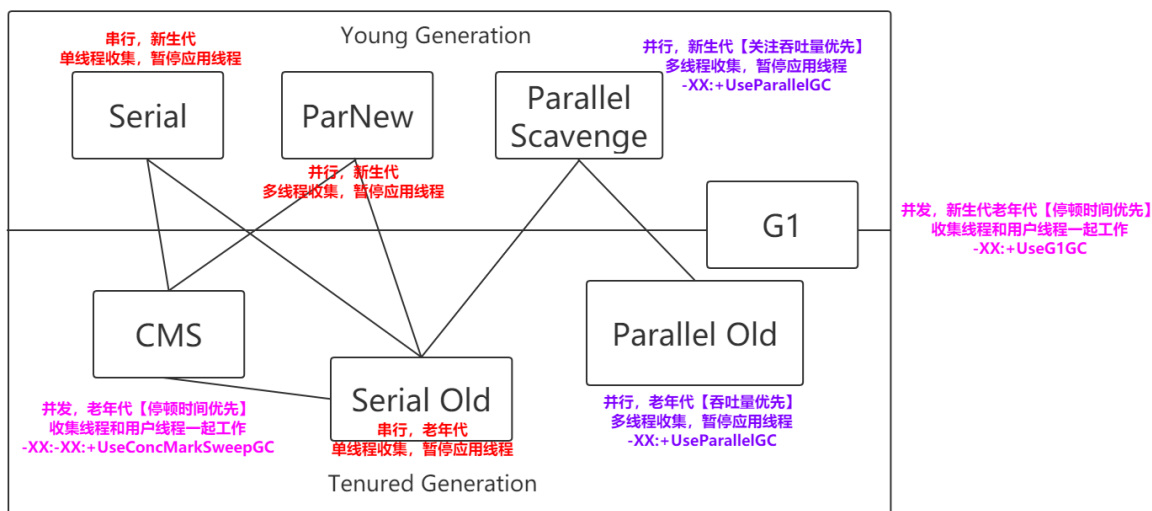 串行，新生代
单线程收集，暂停应用线程
Serial
Young Generation
ParNew
并行，新生代
多线程收集，暂停应用线程
并行，新生代【关注吞吐量优先】
多线程收集，暂停应用线程
-XX:+UseParallelGC
Parallel
Scavenge
G1
并发，新生代老年代【停顿时间优先】
收集线程和用户线程一起工作
-XX:+UseG1GC
CMS
并发，老年代【停顿时间优先】
收集线程和用户线程一起工作
-XX:-XX:+UseConcMarkSweepGC
Serial Old
串行，老年代
单线程收集，暂停应用线程
Parallel Old
并行，老年代【吞吐量优先】
多线程收集，暂停应用线程
-XX:+UseParallelGC
Tenured Generation